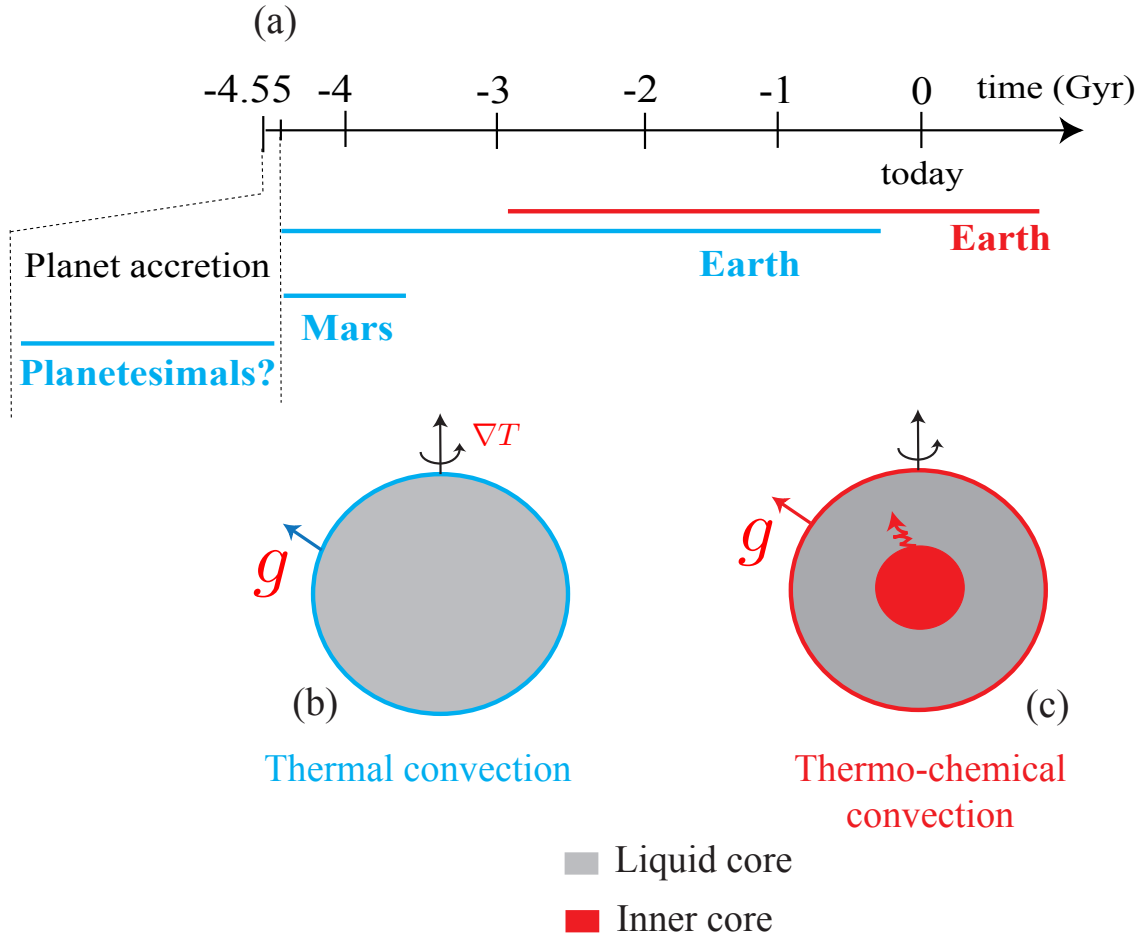 (a)
-4.55 -4 -3 -2 -1 0 time (Gyr)
today
Earth
Earth
Planet accretion
Mars
Planetesimals?
∇T
g
g
(b)
(c)
Thermal convection
Thermo-chemical
convection
Liquid core
Inner core